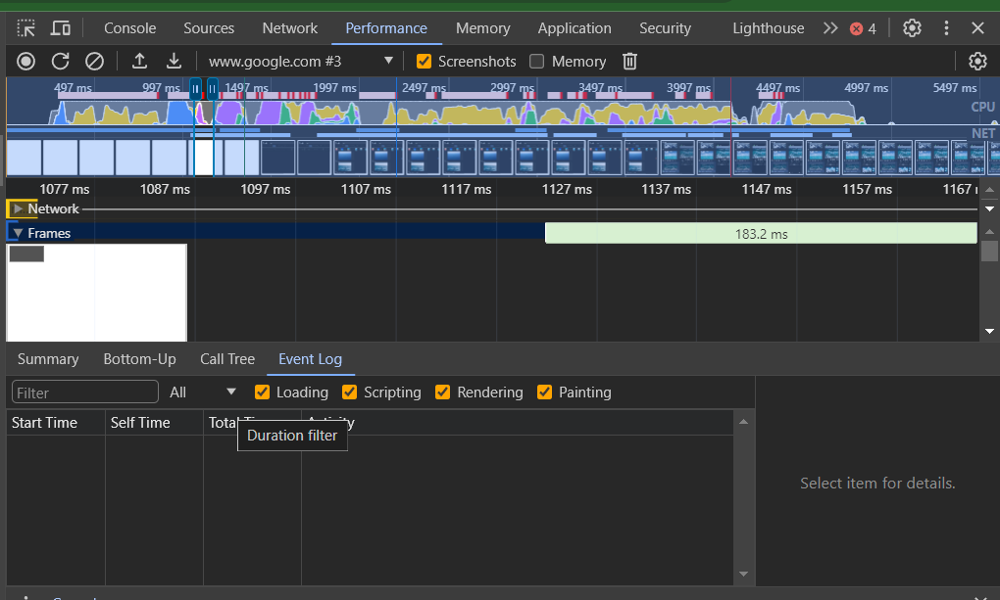 Console Sources Network Performance Memory Application Security Lighthouse 4
www.google.com #3 Screenshots Memory
497 ms 997 ms 1497 ms 1997 ms 2497 ms 2997 ms 3497 ms 3997 ms 4497 ms 4997 ms 5497 ms
CPU
NET
1077 ms 1087 ms 1097 ms 1107 ms 1117 ms 1127 ms 1137 ms 1147 ms 1157 ms 1167
Network
Frames 183.2 ms
Summary Bottom-Up Call Tree Event Log
Filter All Loading Scripting Rendering Painting
Start Time Self Time Total Time Activity
Duration filter
Select item for details.